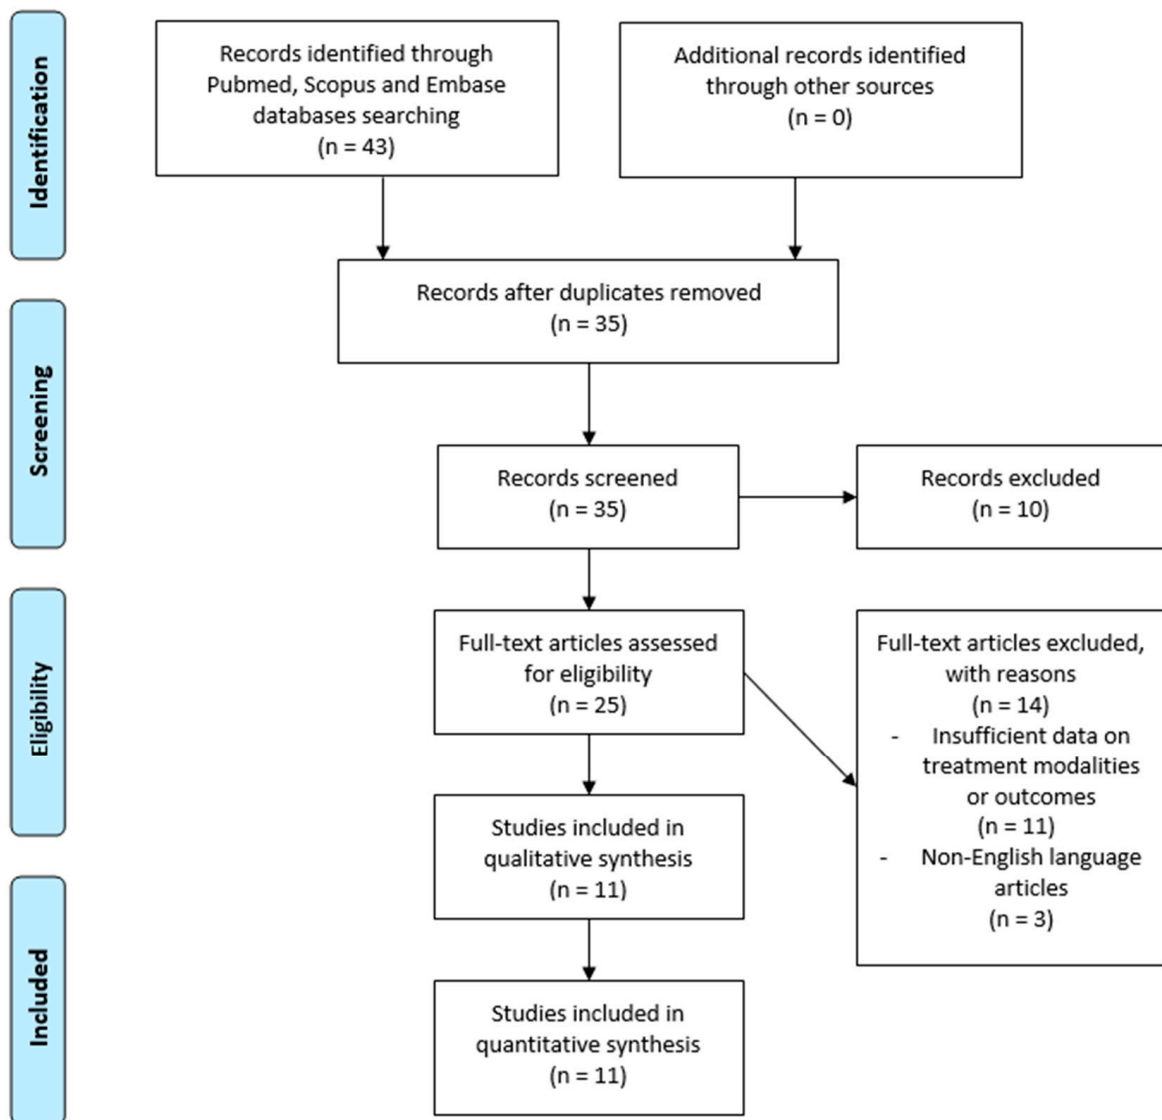 Identification
Records identified through
Pubmed, Scopus and Embase
databases searching
(n = 43)
Additional records identified
through other sources
(n = 0)
Records after duplicates removed
(n = 35)
Screening
Records screened
(n = 35)
Records excluded
(n = 10)
Eligibility
Full-text articles assessed
for eligibility
(n = 25)
Full-text articles excluded,
with reasons
(n = 14)
- Insufficient data on
treatment modalities
or outcomes
(n = 11)
- Non-English language
articles
(n = 3)
Studies included in
qualitative synthesis
(n = 11)
Included
Studies included in
quantitative synthesis
(n = 11)